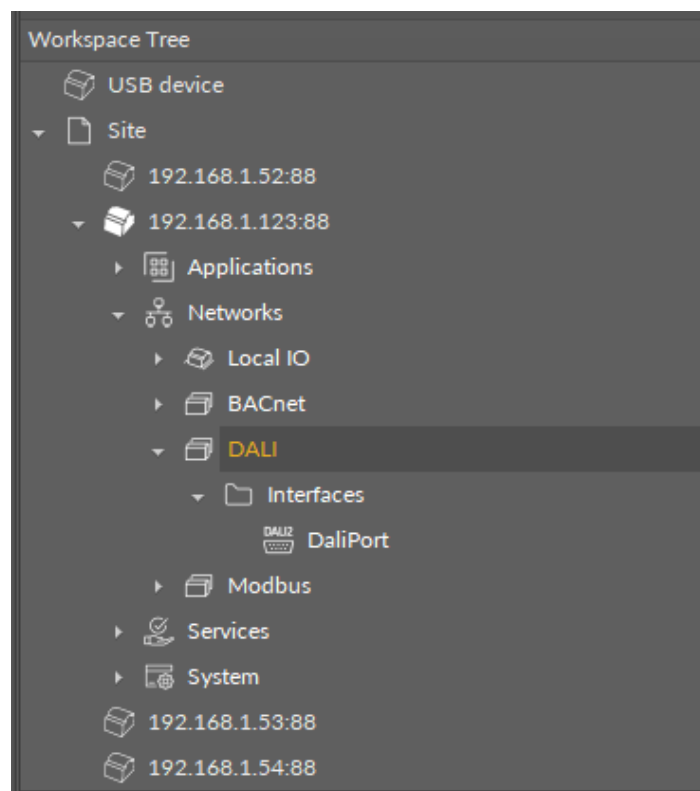 Workspace Tree
USB device
Site
192.168.1.52:88
192.168.1.123:88
Applications
Networks
Local IO
BACnet
DALI
Interfaces
DALI2 DaliPort
Modbus
Services
System
192.168.1.53:88
192.168.1.54:88